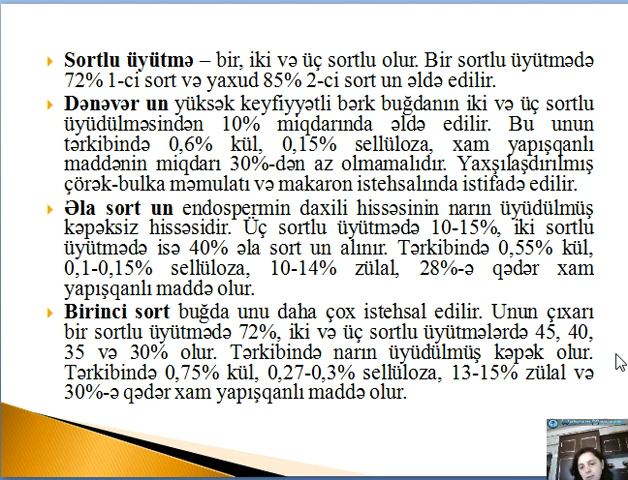 Sortlu üyütmə – bir, iki və üç sortlu olur. Bir sortlu üyütmədə
72% 1-ci sort və yaxud 85% 2-ci sort un əldə edilir.
Dənəvər un yüksək keyfiyyətli bərk buğdanın iki və üç sortlu
üyüdülməsindən 10% miqdarında əldə edilir. Bu unun
tərkibində 0,6% kül, 0,15% sellüloza, xam yapışqanlı
maddənin miqdarı 30%-dən az olmamalıdır. Yaxşılaşdırılmış
çörək-bulka məmulatı və makaron istehsalında istifadə edilir.
Əla sort un endospermin daxili hissəsinin narın üyüdülmüş
kəpəksiz hissəsidir. Üç sortlu üyütmədə 10-15%, iki sortlu
üyütmədə isə 40% əla sort un alınır. Tərkibində 0,55% kül,
0,1-0,15% sellüloza, 10-14% zülal, 28%-ə qədər xam
yapışqanlı maddə olur.
Birinci sort buğda unu daha çox istehsal edilir. Unun çıxarı
bir sortlu üyütmədə 72%, iki və üç sortlu üyütmələrdə 45, 40,
35 və 30% olur. Tərkibində narın üyüdülmüş kəpək olur.
Tərkibində 0,75% kül, 0,27-0,3% sellüloza, 13-15% zülal və
30%-ə qədər xam yapışqanlı maddə olur.